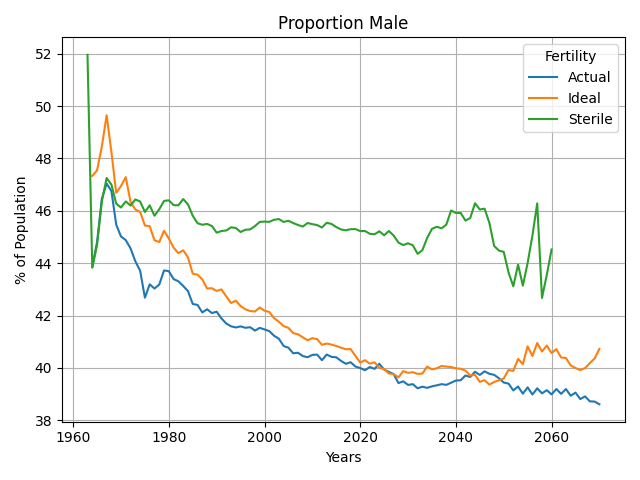 Proportion Male
Fertility
Actual
Ideal
Sterile
% of Population
52
50
48
46
44
42
40
38
1960
1980
2000
2020
2040
2060
Years